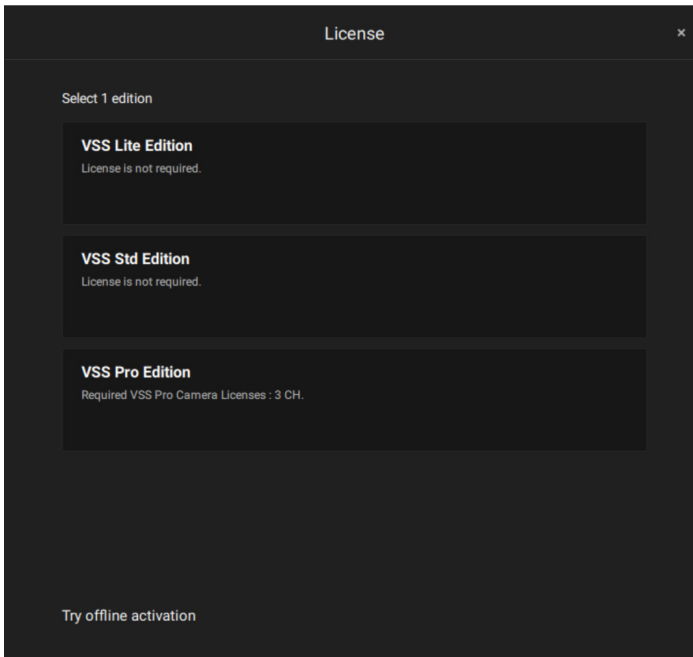 License
×
Select 1 edition
VSS Lite Edition
License is not required.
VSS Std Edition
License is not required.
VSS Pro Edition
Required VSS Pro Camera Licenses : 3 CH.
Try offline activation